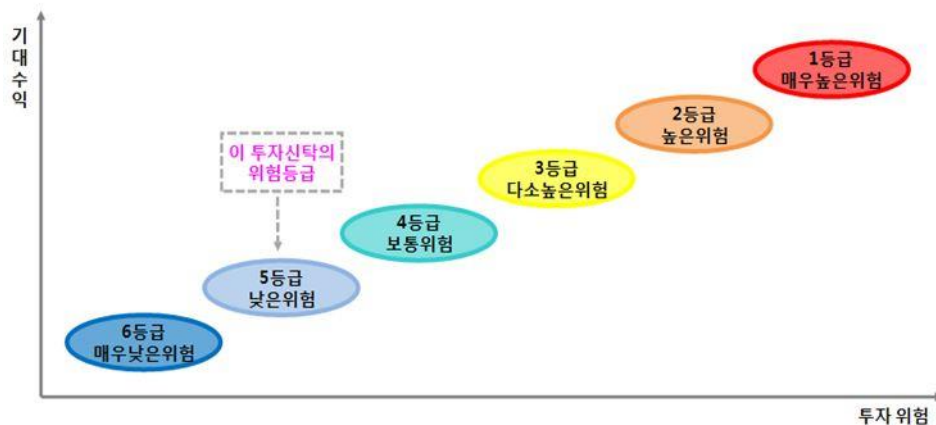 기대수익
1등급
매우높은위험
2등급
높은위험
이 투자신탁의
위험등급
3등급
다소높은위험
4등급
보통위험
5등급
낮은위험
6등급
매우낮은위험
투자 위험